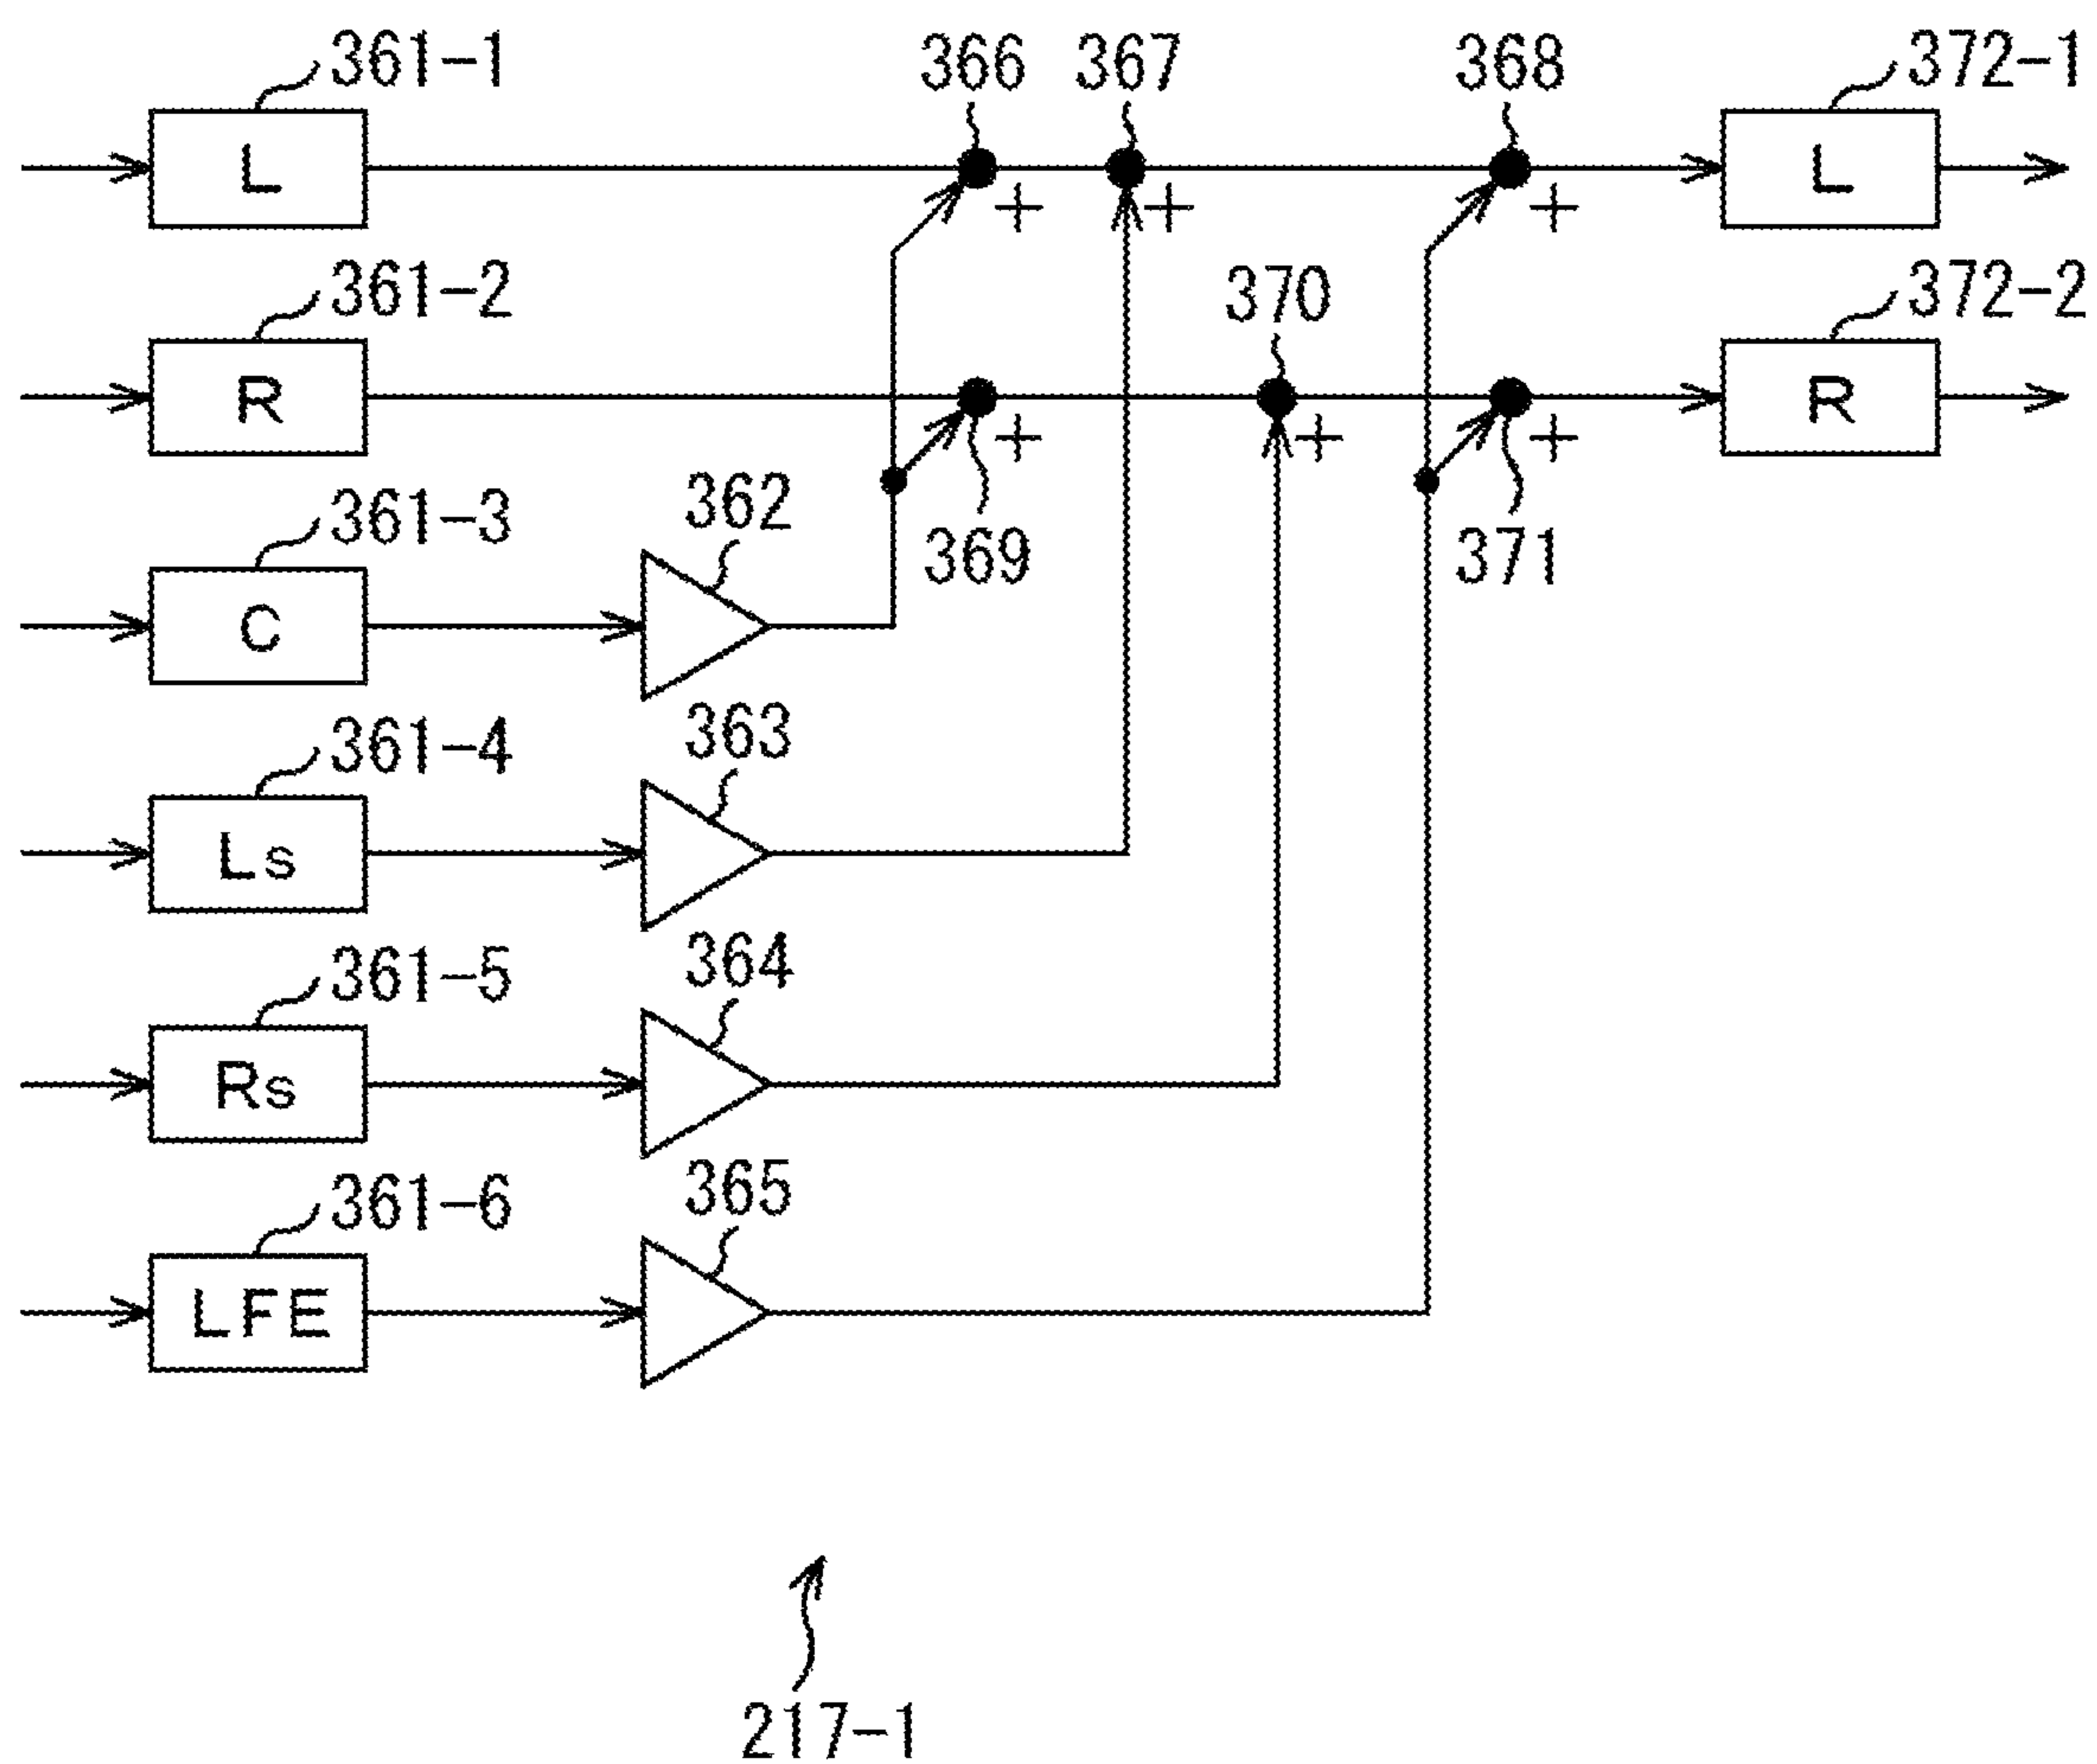 361-1 366 367 368 372-1
L + + + L
361-2 370 372-2
R + + + R
361-3 362 369 371
C
361-4 363
Ls
361-5 364
Rs
361-6 365
LFE
217-1